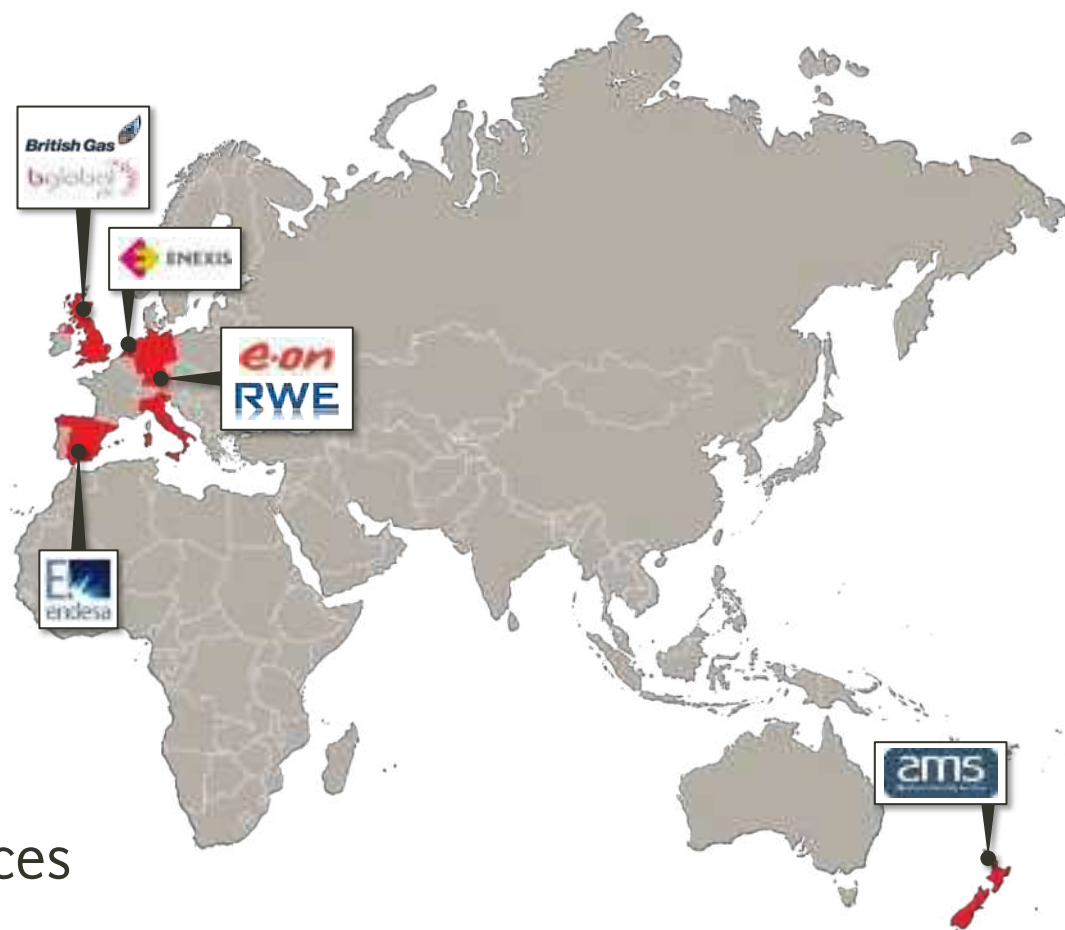 British Gas
bglobal
ENEXIS
e·on
RWE
E.
endesa
ams
ces